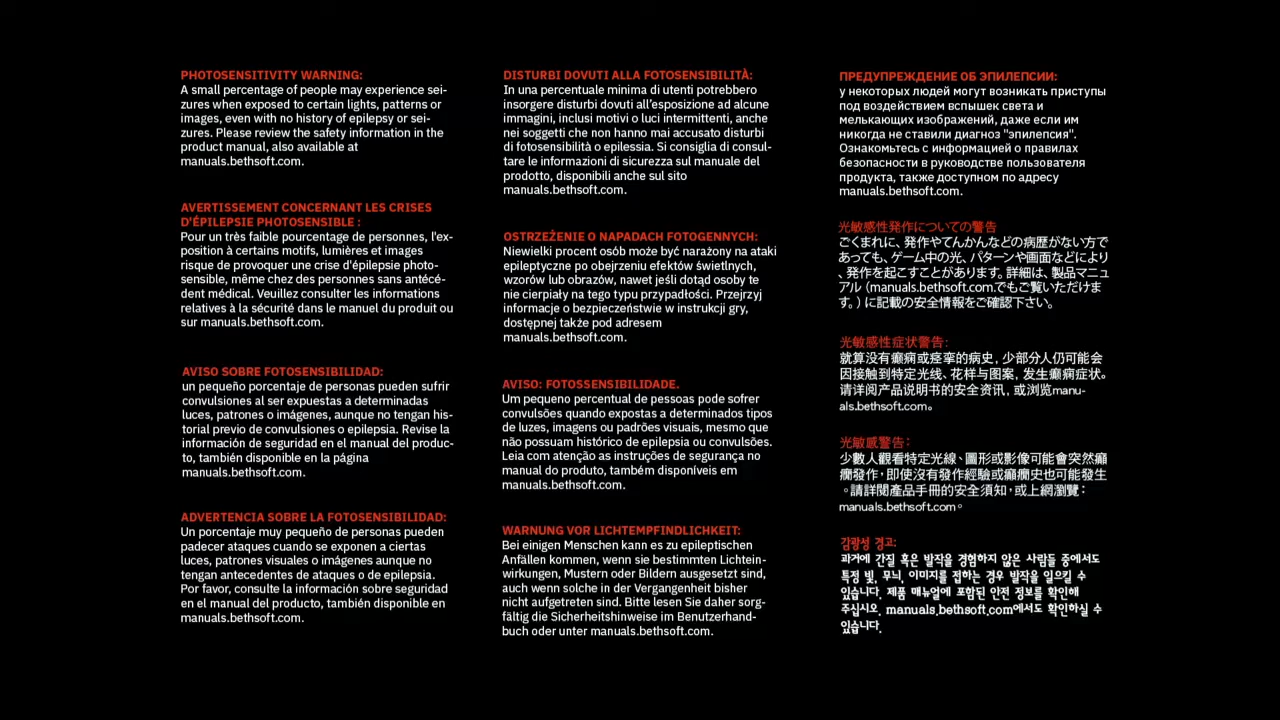 PHOTOSENSITIVITY WARNING:
A small percentage of people may experience sei-
zures when exposed to certain lights, patterns or
images, even with no history of epilepsy or sei-
zures. Please review the safety information in the
product manual, also available at
manuals.bethsoft.com.
AVERTISSEMENT CONCERNANT LES CRISES
D'ÉPILEPSIE PHOTOSENSIBLE :
Pour un très faible pourcentage de personnes, l'ex-
position à certains motifs, lumières et images
risque de provoquer une crise d'épilepsie photo-
sensible, même chez des personnes sans antécé-
dent médical. Veuillez consulter les informations
relatives à la sécurité dans le manuel du produit ou
sur manuals.bethsoft.com.
AVISO SOBRE FOTOSENSIBILIDAD:
un pequeño porcentaje de personas pueden sufrir
convulsiones al ser expuestas a determinadas
luces, patrones o imágenes, aunque no tengan his-
torial previo de convulsiones o epilepsia. Revise la
información de seguridad en el manual del produc-
to, también disponible en la página
manuals.bethsoft.com.
ADVERTENCIA SOBRE LA FOTOSENSIBILIDAD:
Un porcentaje muy pequeño de personas pueden
padecer ataques cuando se exponen a ciertas
luces, patrones visuales o imágenes aunque no
tengan antecedentes de ataques o de epilepsia.
Por favor, consulte la información sobre seguridad
en el manual del producto, también disponible en
manuals.bethsoft.com.
DISTURBI DOVUTI ALLA FOTOSENSIBILITÀ:
In una percentuale minima di utenti potrebbero
insorgere disturbi dovuti all'esposizione ad alcune
immagini, inclusi motivi o luci intermittenti, anche
nei soggetti che non hanno mai accusato disturbi
di fotosensibilità o epilessia. Si consiglia di consul-
tare le informazioni di sicurezza sul manuale del
prodotto, disponibili anche sul sito
manuals.bethsoft.com.
OSTRZEŻENIE O NAPADACH FOTOGENNYCH:
Niewielki procent osób może być narażony na ataki
epileptyczne po obejrzeniu efektów świetlnych,
wzorów lub obrazów, nawet jeśli dotąd osoby te
nie cierpiały na tego typu przypadłości. Przejrzyj
informacje o bezpieczeństwie w instrukcji gry,
dostępnej także pod adresem
manuals.bethsoft.com.
AVISO: FOTOSSENSIBILIDADE.
Um pequeno percentual de pessoas pode sofrer
convulsões quando expostas a determinados tipos
de luzes, imagens ou padrões visuais, mesmo que
não possuam histórico de epilepsia ou convulsões.
Leia com atenção as instruções de segurança no
manual do produto, também disponíveis em
manuals.bethsoft.com.
WARNUNG VOR LICHTEMPFINDLICHKEIT:
Bei einigen Menschen kann es zu epileptischen
Anfällen kommen, wenn sie bestimmten Lichtein-
wirkungen, Mustern oder Bildern ausgesetzt sind,
auch wenn solche in der Vergangenheit bisher
nicht aufgetreten sind. Bitte lesen Sie daher sorg-
fältig die Sicherheitshinweise im Benutzerhand-
buch oder unter manuals.bethsoft.com.
ПРЕДУПРЕЖДЕНИЕ ОБ ЭПИЛЕПСИИ:
у некоторых людей могут возникать приступы
под воздействием вспышек света и
мелькающих изображений, даже если им
никогда не ставили диагноз "эпилепсия".
Ознакомьтесь с информацией о правилах
безопасности в руководстве пользователя
продукта, также доступном по адресу
manuals.bethsoft.com.
光敏感性発作についての警告
ごくまれに、発作やてんかんなどの病歴がない方で
あっても、ゲーム中の光、パターンや画面などにより
、発作を起こすことがあります。詳細は、製品マニュ
アル（manuals.bethsoft.comでもご覧いただけま
す。）に記載の安全情報をご確認下さい。
光敏感性症状警告：
就算没有癫痫或痉挛的病史，少部分人仍可能会
因接触到特定光线、花样与图案，发生癫痫症状。
请详阅产品说明书的安全资讯，或浏览manu-
als.bethsoft.com。
光敏感警告：
少數人觀看特定光線、圖形或影像可能會突然癲
癇發作，即使沒有發作經驗或癲癇史也可能發生
。請詳閱產品手冊的安全須知，或上網瀏覽：
manuals.bethsoft.com。
감광성 경고:
과거에 간질 혹은 발작을 경험하지 않은 사람들 중에서도
특정 빛, 무늬, 이미지를 접하는 경우 발작을 일으킬 수
있습니다. 제품 매뉴얼에 포함된 안전 정보를 확인해
주십시오. manuals.bethsoft.com에서도 확인하실 수
있습니다.